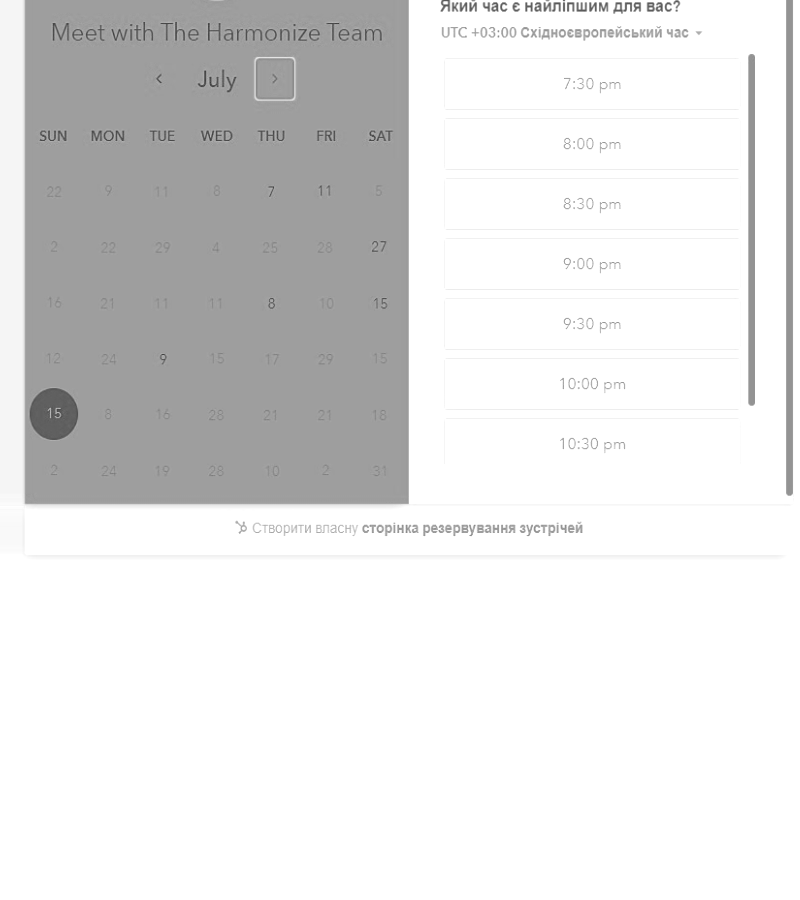 Meet with The Harmonize Team
July
SUN MON TUE WED THU FRI SAT
22 9 11 8 7 11 5
2 22 29 4 25 28 27
16 21 11 11 8 10 15
12 24 9 15 17 29 15
15 8 16 28 21 21 18
2 24 19 28 10 2 31
Який час є найліпшим для вас?
UTC +03:00 Східноєвропейський час
7:30 pm
8:00 pm
8:30 pm
9:00 pm
9:30 pm
10:00 pm
10:30 pm
Створити власну сторінка резервування зустрічей